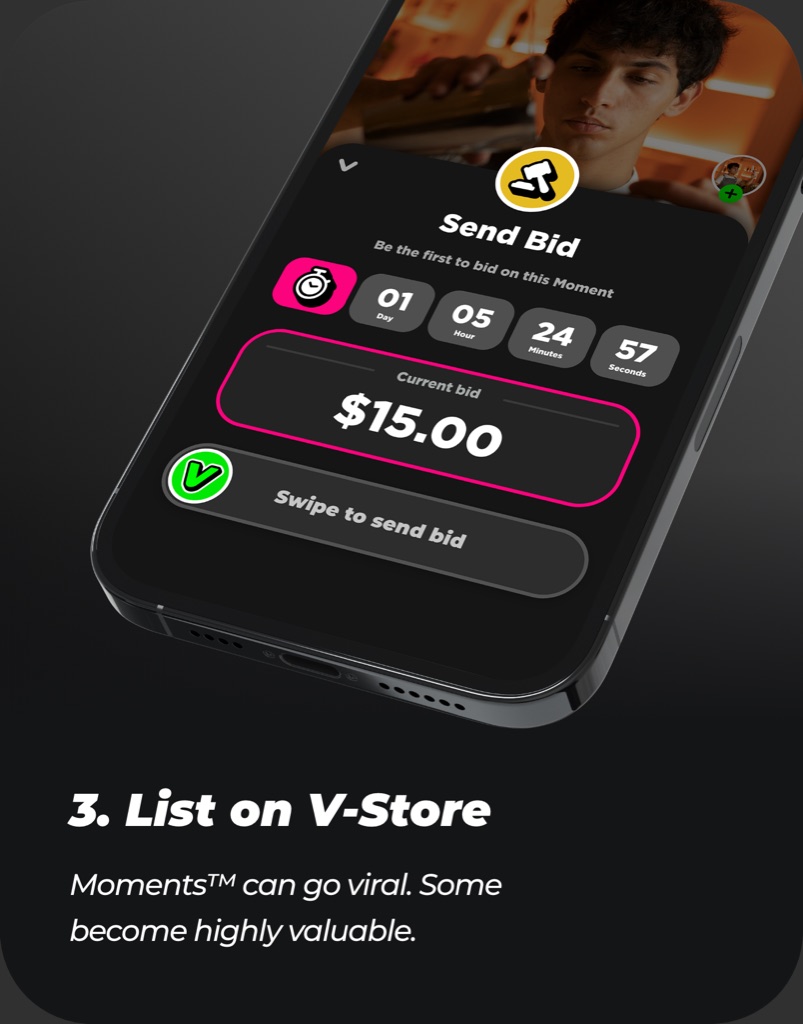 Send Bid
Be the first to bid on this Moment
01
Day
05
Hour
24
Minutes
57
Seconds
Current bid
$15.00
V
Swipe to send bid
3. List on V-Store
Moments™ can go viral. Some
become highly valuable.